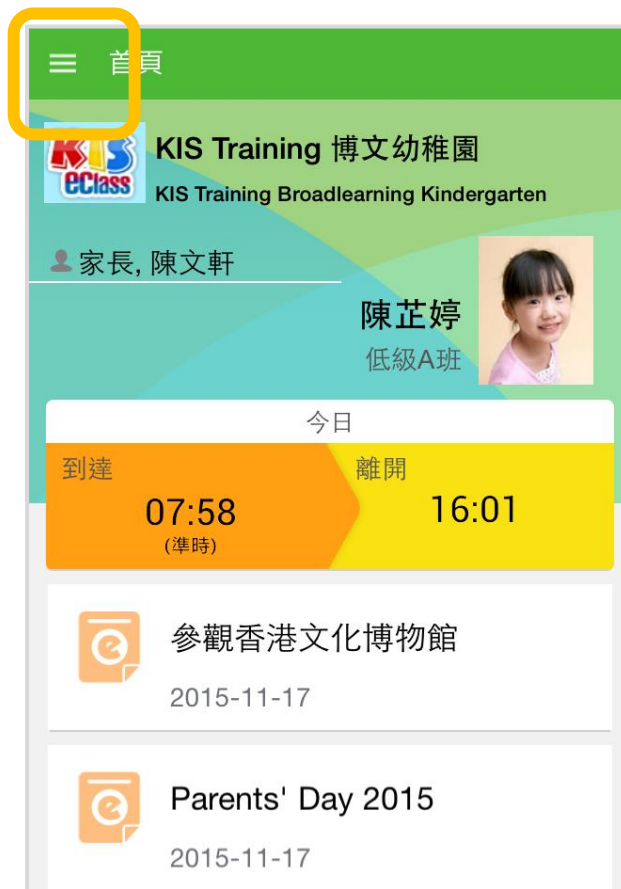 首頁
KIS eClass
KIS Training 博文幼稚園
KIS Training Broadlearning Kindergarten
家長, 陳文軒
陳芷婷
低級A班
今日
到達
離開
07:58
16:01
(準時)
參觀香港文化博物館
2015-11-17
Parents' Day 2015
2015-11-17